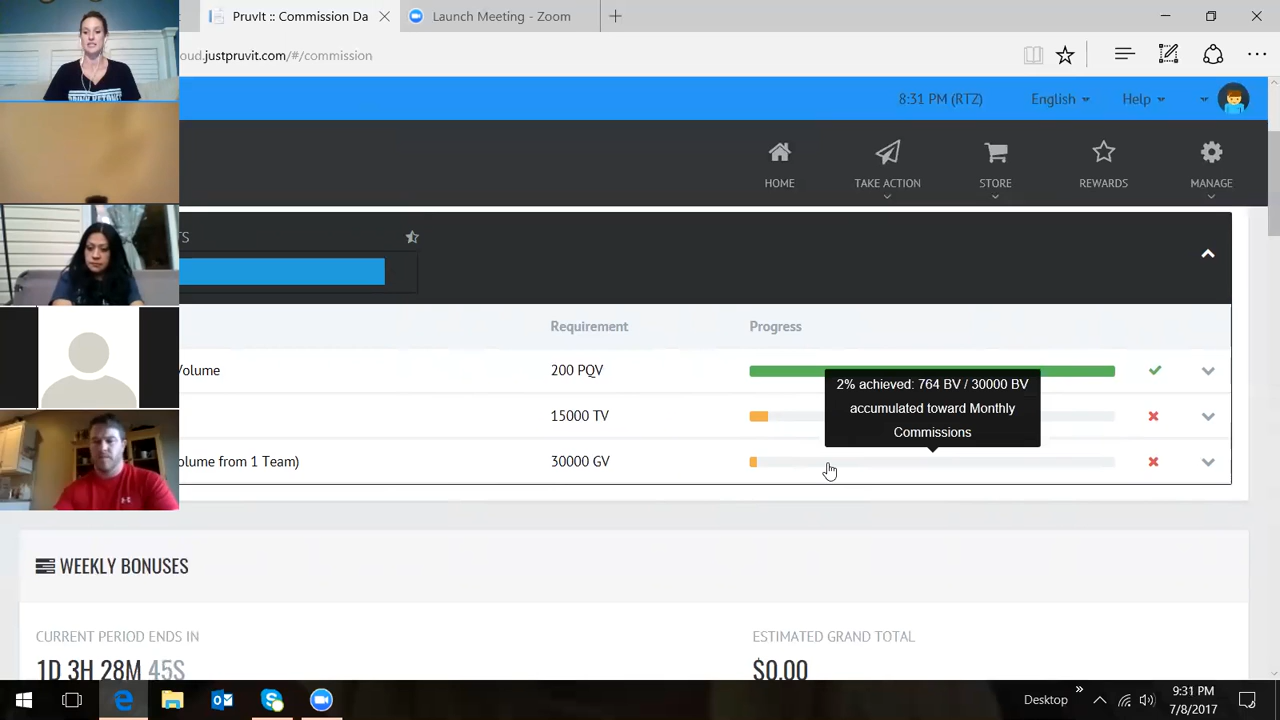 PruvIt :: Commission Da
Launch Meeting - Zoom
oud.justpruvit.com/#/commission
8:31 PM (RTZ)
English
Help
HOME
TAKE ACTION
STORE
REWARDS
MANAGE
TS
Requirement
Progress
Volume
200 PQV
2% achieved: 764 BV / 30000 BV
accumulated toward Monthly
Commissions
15000 TV
olume from 1 Team)
30000 GV
WEEKLY BONUSES
CURRENT PERIOD ENDS IN
ESTIMATED GRAND TOTAL
1D 3H 28M 45S
$0.00
Desktop
9:31 PM
7/8/2017